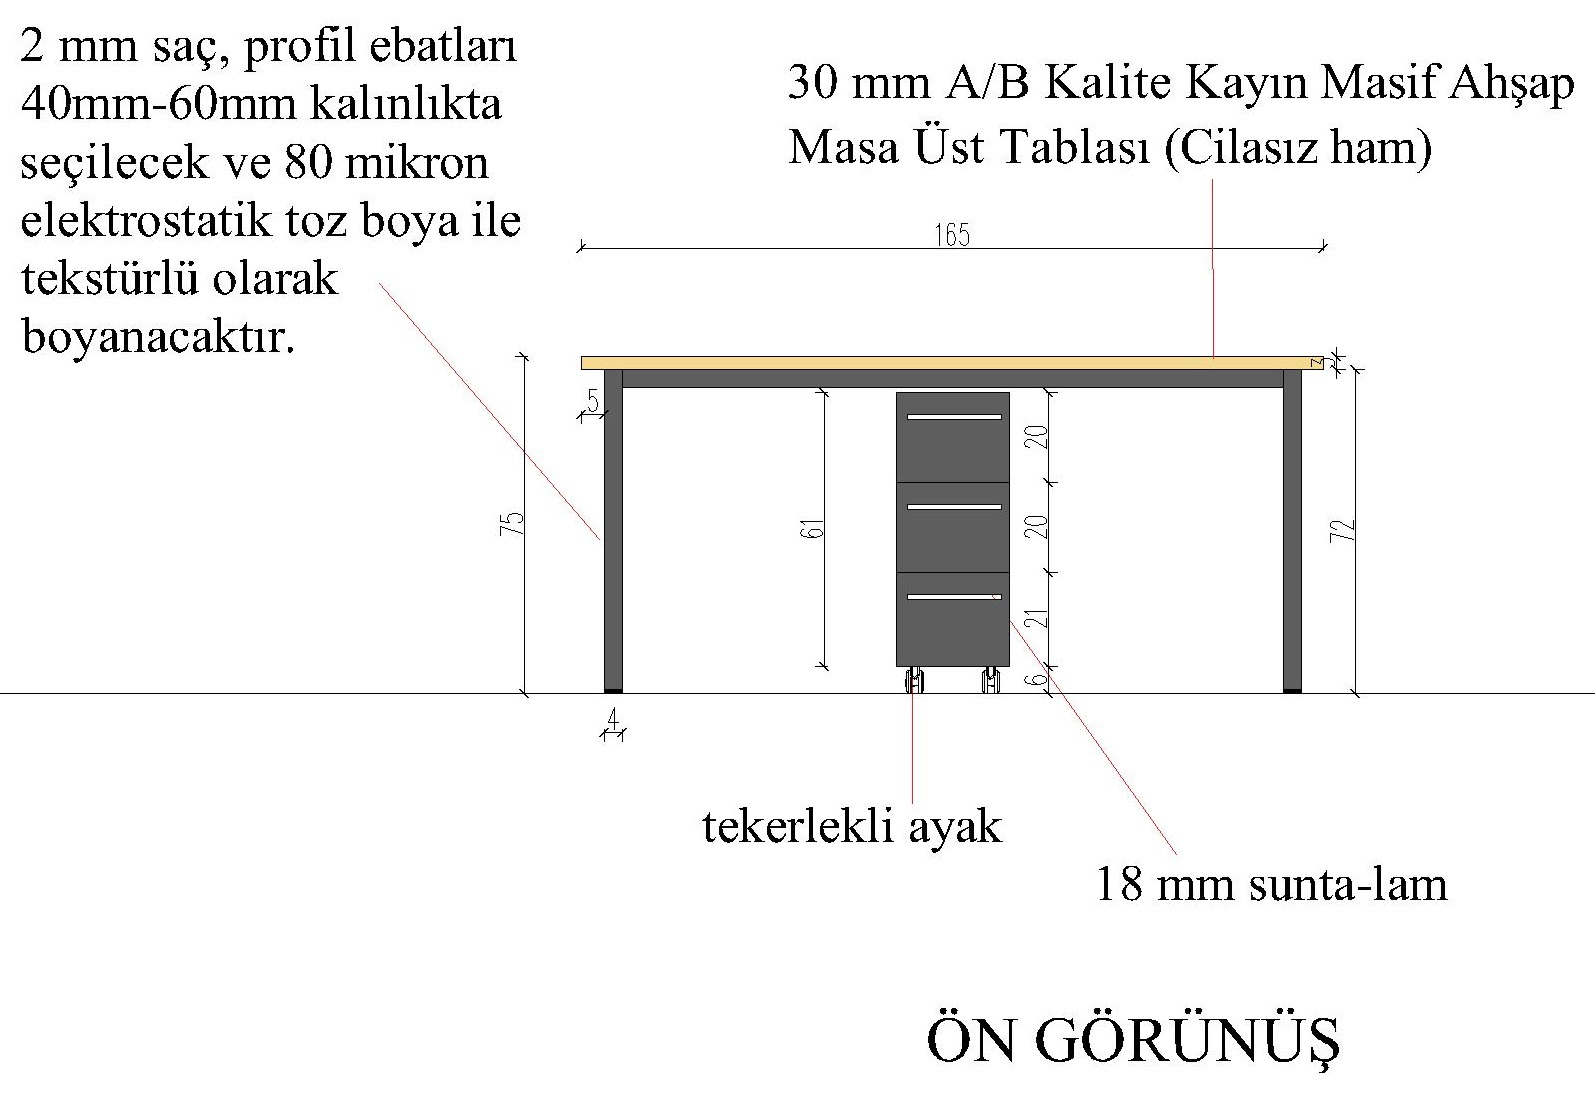 2 mm saç, profil ebatları
40mm-60mm kalınlıkta
seçilecek ve 80 mikron
elektrostatik toz boya ile
tekstürlü olarak
boyanacaktır.
30 mm A/B Kalite Kayın Masif Ahşap
Masa Üst Tablası (Cilasız ham)
165
5
75
61
20
20
21
6
72
4
tekerlekli ayak
18 mm sunta-lam
ÖN GÖRÜNÜŞ